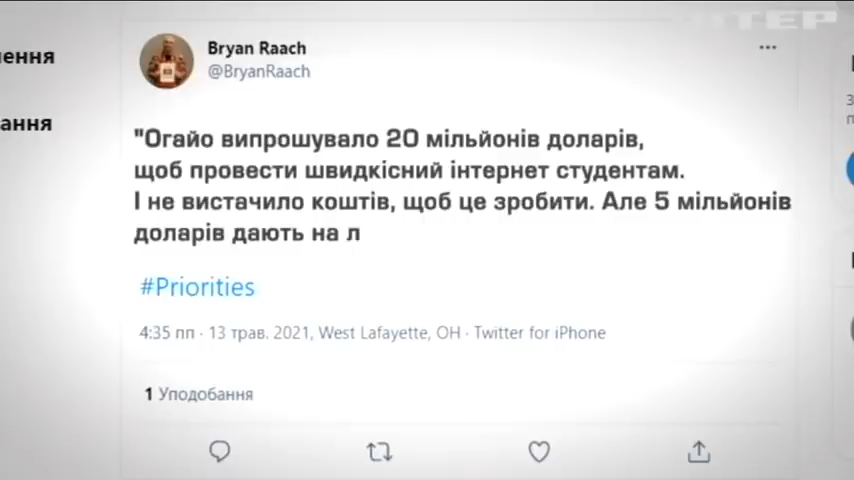 ІНТЕР
лення
ання
Bryan Raach
@BryanRaach
"Огайо випрошувало 20 мільйонів доларів,
щоб провести швидкісний інтернет студентам.
І не вистачило коштів, щоб це зробити. Але 5 мільйонів
доларів дають на л
#Priorities
4:35 пп · 13 трав. 2021, West Lafayette, OH · Twitter for iPhone
1 Уподобання